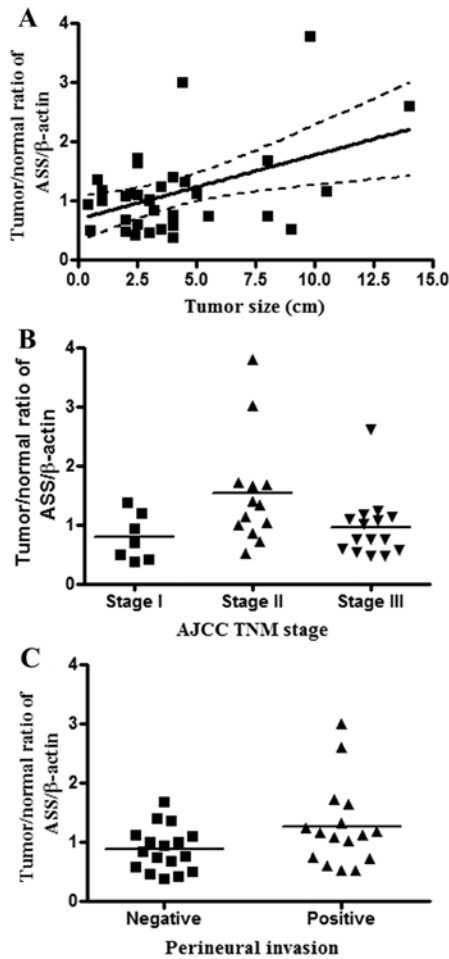 A
Tumor/normal ratio of
ASS/β-actin
4
3
2
1
0
0.0 2.5 5.0 7.5 10.0 12.5 15.0
Tumor size (cm)
B
Tumor/normal ratio of
ASS/β-actin
4
3
2
1
0
Stage I Stage II Stage III
AJCC TNM stage
C
Tumor/normal ratio of
ASS/β-actin
4
3
2
1
0
Negative Positive
Perineural invasion